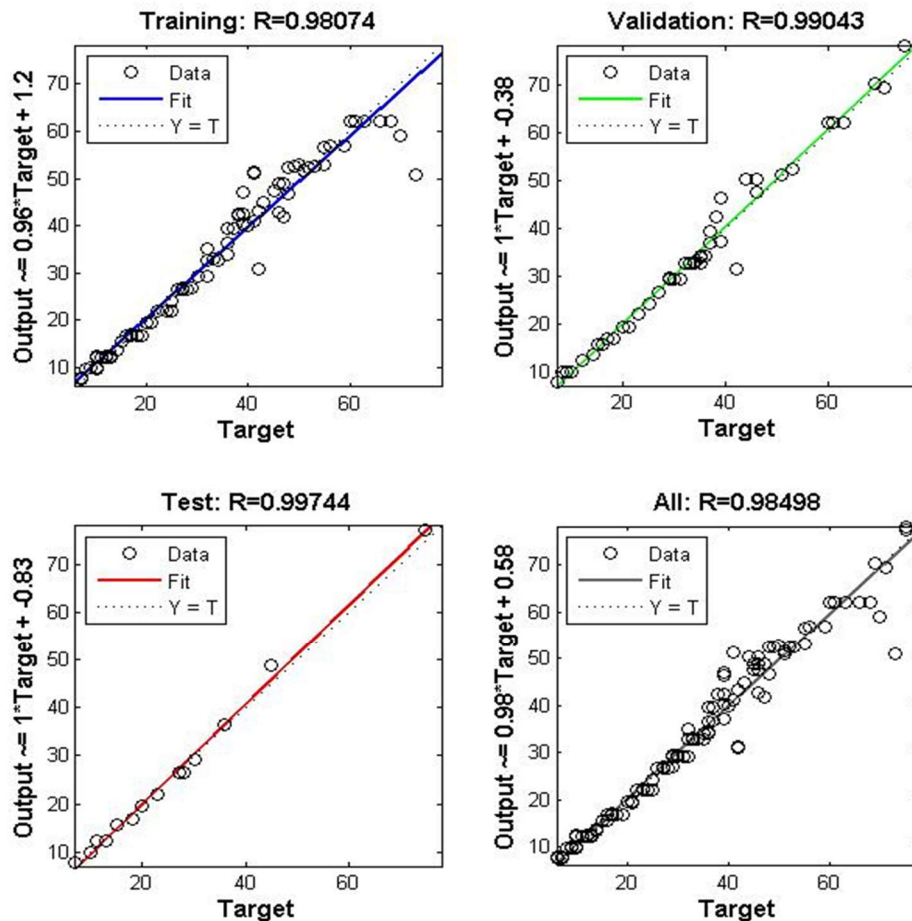 Training: R=0.98074
Output ~= 0.96*Target + 1.2
70
60
50
40
30
20
10
Data
Fit
Y = T
20
40
60
Target
Validation: R=0.99043
Output ~= 1*Target + -0.38
70
60
50
40
30
20
10
Data
Fit
Y = T
20
40
60
Target
Test: R=0.99744
Output ~= 1*Target + -0.83
70
60
50
40
30
20
10
Data
Fit
Y = T
20
40
60
Target
All: R=0.98498
Output ~= 0.98*Target + 0.58
70
60
50
40
30
20
10
Data
Fit
Y = T
20
40
60
Target